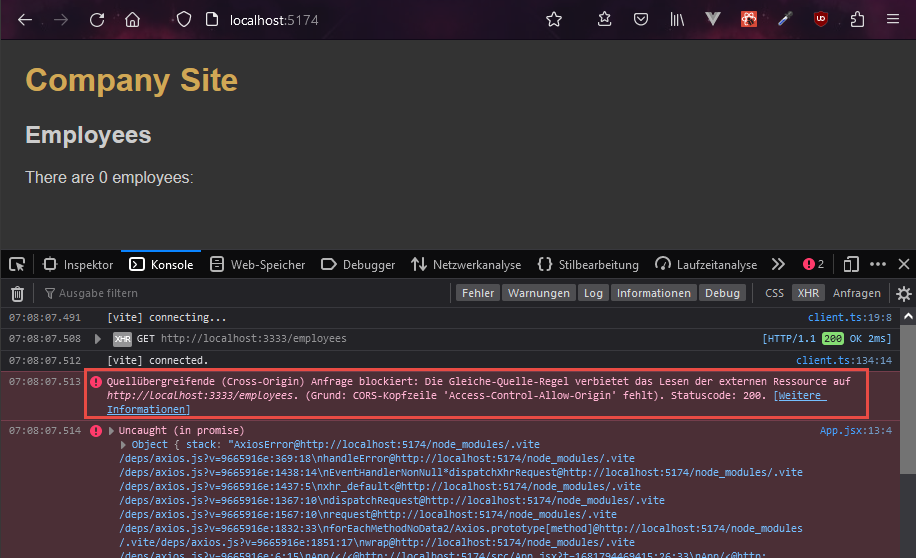 localhost:5174
Company Site
Employees
There are 0 employees:
Inspektor Konsole Web-Speicher Debugger Netzwerkanalyse Stilbearbeitung Laufzeitanalyse 2
Ausgabe filtern Fehler Warnungen Log Informationen Debug CSS XHR Anfragen
07:08:07.491 [vite] connecting... client.ts:19:8
07:08:07.508 XHR GET http://localhost:3333/employees [HTTP/1.1 200 OK 2ms]
07:08:07.512 [vite] connected. client.ts:134:14
07:08:07.513 Quellübergreifende (Cross-Origin) Anfrage blockiert: Die Gleiche-Quelle-Regel verbietet das Lesen der externen Ressource auf
http://localhost:3333/employees. (Grund: CORS-Kopfzeile 'Access-Control-Allow-Origin' fehlt). Statuscode: 200. [Weitere
Informationen]
07:08:07.514 Uncaught (in promise) App.jsx:13:4
Object { stack: "AxiosError@http://localhost:5174/node_modules/.vite
/deps/axios.js?v=9665916e:369:18\nhandleError@http://localhost:5174/node_modules/.vite
/deps/axios.js?v=9665916e:1438:14\nEventHandlerNonNull*dispatchXhrRequest@http://localhost:5174/node_modules/.vite
/deps/axios.js?v=9665916e:1437:5\nxhr_default<@http://localhost:5174/node_modules/.vite
/deps/axios.js?v=9665916e:1367:10\ndispatchRequest@http://localhost:5174/node_modules/.vite
/deps/axios.js?v=9665916e:1567:10\nrequest@http://localhost:5174/node_modules/.vite
/deps/axios.js?v=9665916e:1832:33\nforEachMethodNoData2/Axios.prototype[method]@http://localhost:5174/node_modules
/.vite/deps/axios.js?v=9665916e:1851:17\nwrap@http://localhost:5174/node_modules/.vite
/deps/axios.js?v=9665916e:6:15\nApp/</<@http://localhost:5174/src/App.jsx?t=1681794469415:26:33\nApp/<@http: